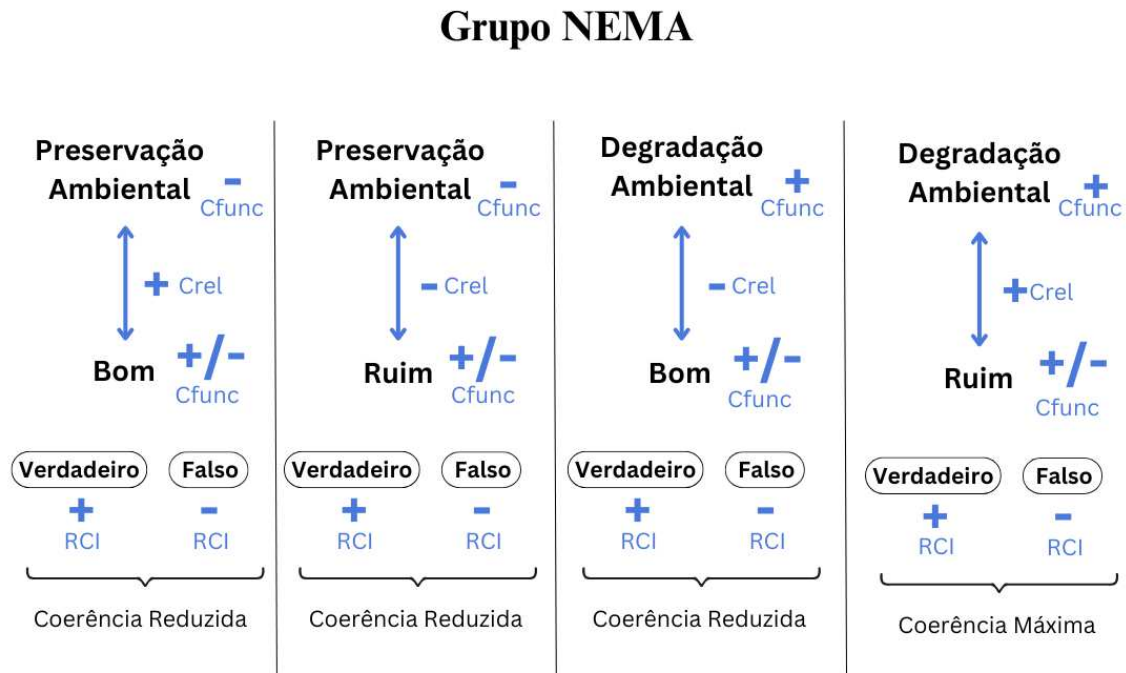 Grupo NEMA
Preservação
Ambiental -
Cfunc
+ Crel
Bom +/-
Cfunc
Verdadeiro Falso
+ -
RCI RCI
Coerência Reduzida
Preservação
Ambiental -
Cfunc
- Crel
Ruim +/-
Cfunc
Verdadeiro Falso
+ -
RCI RCI
Coerência Reduzida
Degradação
Ambiental +
Cfunc
- Crel
Bom +/-
Cfunc
Verdadeiro Falso
+ -
RCI RCI
Coerência Reduzida
Degradação
Ambiental +
Cfunc
+ Crel
Ruim +/-
Cfunc
Verdadeiro Falso
+ -
RCI RCI
Coerência Máxima